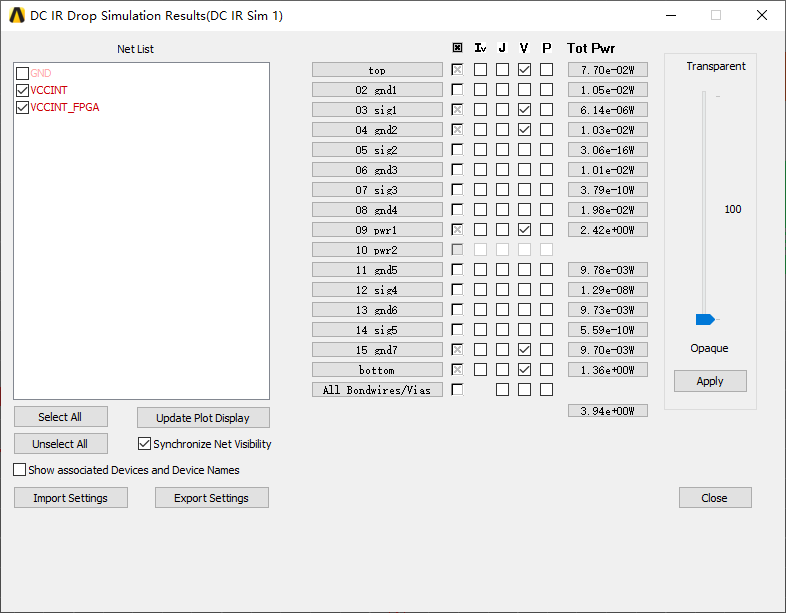 DC IR Drop Simulation Results(DC IR Sim 1)
Net List
GND
VCCINT
VCCINT_FPGA
Select All
Update Plot Display
Unselect All
Synchronize Net Visibility
Show associated Devices and Device Names
Import Settings
Export Settings
Iv J V P Tot Pwr
top 7.70e-02W
02 gnd1 1.05e-02W
03 sig1 6.14e-06W
04 gnd2 1.03e-02W
05 sig2 3.06e-16W
06 gnd3 1.01e-02W
07 sig3 3.79e-10W
08 gnd4 1.98e-02W
09 pwr1 2.42e+00W
10 pwr2
11 gnd5 9.78e-03W
12 sig4 1.29e-08W
13 gnd6 9.73e-03W
14 sig5 5.59e-10W
15 gnd7 9.70e-03W
bottom 1.36e+00W
All Bondwires/Vias
3.94e+00W
Transparent
100
Opaque
Apply
Close